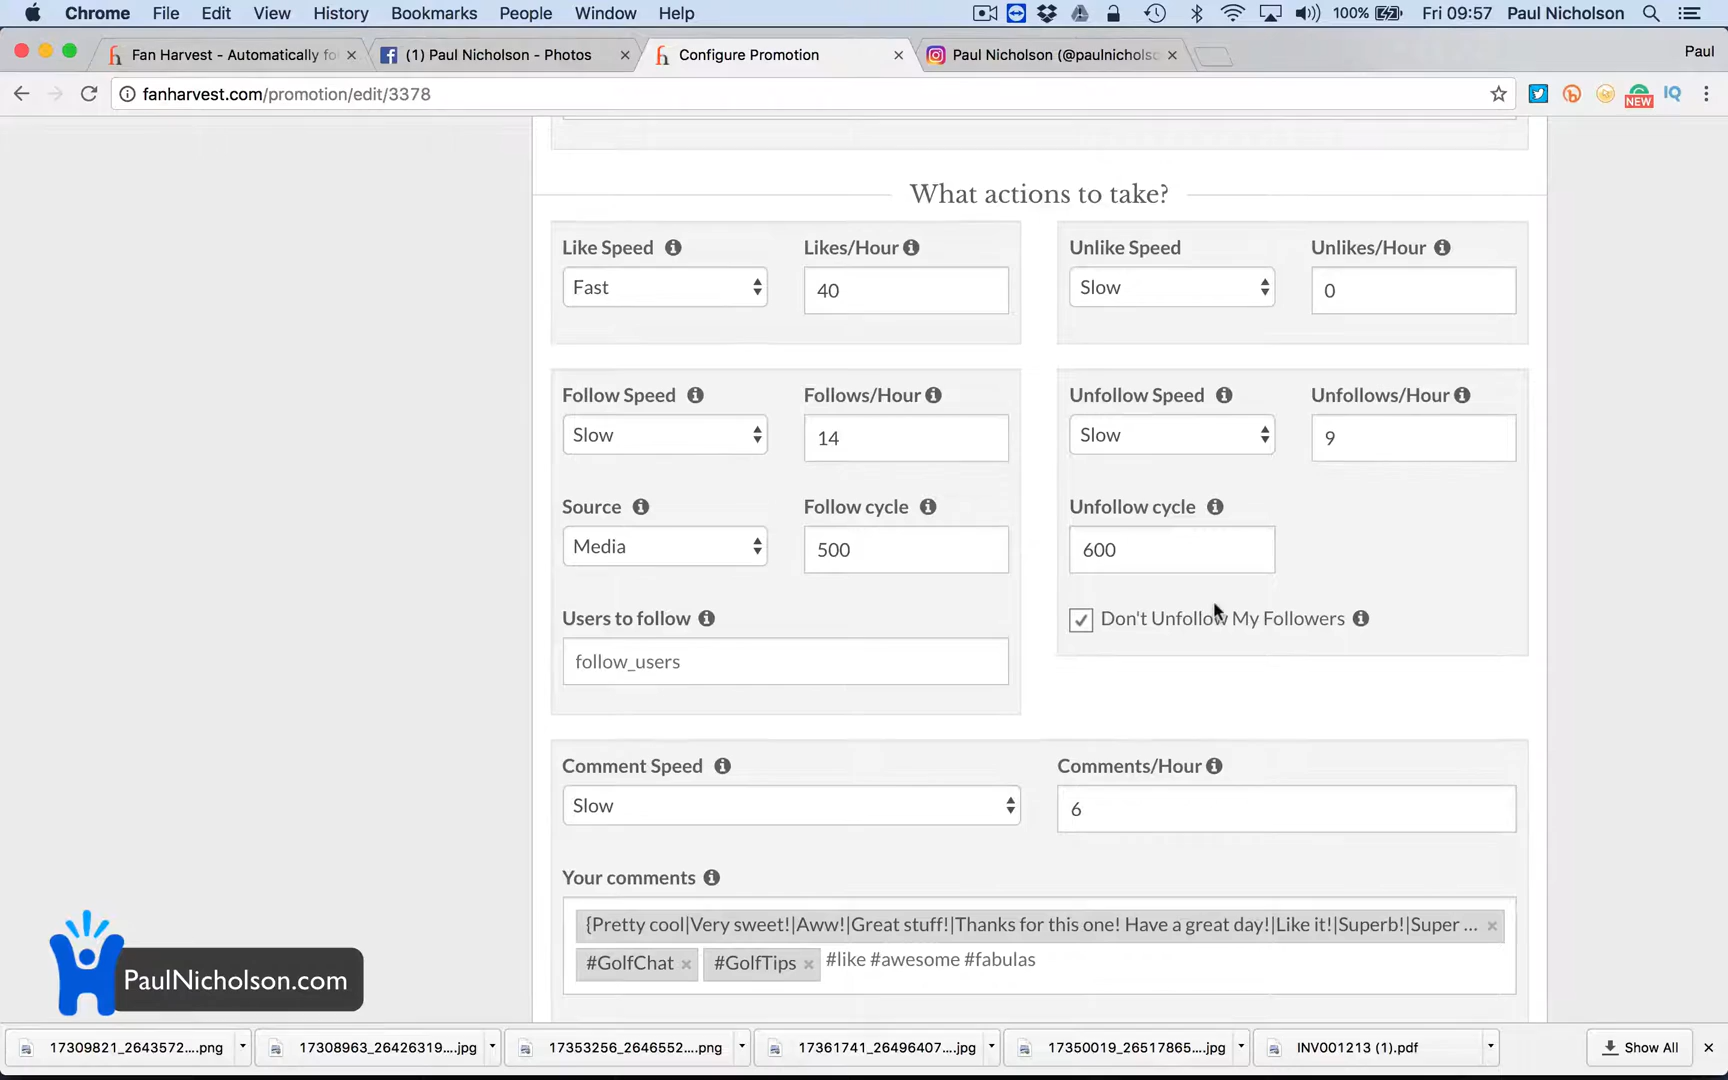 Chrome File Edit View History Bookmarks People Window Help 100% Fri 09:57 Paul Nicholson
Fan Harvest - Automatically fo (1) Paul Nicholson - Photos Configure Promotion Paul Nicholson (@paulnicholso Paul
fanharvest.com/promotion/edit/3378 NEW IQ
What actions to take?
Like Speed Likes/Hour Unlike Speed Unlikes/Hour
Fast 40 Slow 0
Follow Speed Follows/Hour Unfollow Speed Unfollows/Hour
Slow 14 Slow 9
Source Follow cycle Unfollow cycle
Media 500 600
Users to follow Don't Unfollow My Followers
follow_users
Comment Speed Comments/Hour
Slow 6
Your comments
{Pretty cool|Very sweet!|Aww!|Great stuff!|Thanks for this one! Have a great day!|Like it!|Superb!|Super ...
#GolfChat #GolfTips #like #awesome #fabulas
PaulNicholson.com
17309821_2643572....png 17308963_26426319....jpg 17353256_2646552....png 17361741_26496407....jpg 17350019_26517865....jpg INV001213 (1).pdf Show All